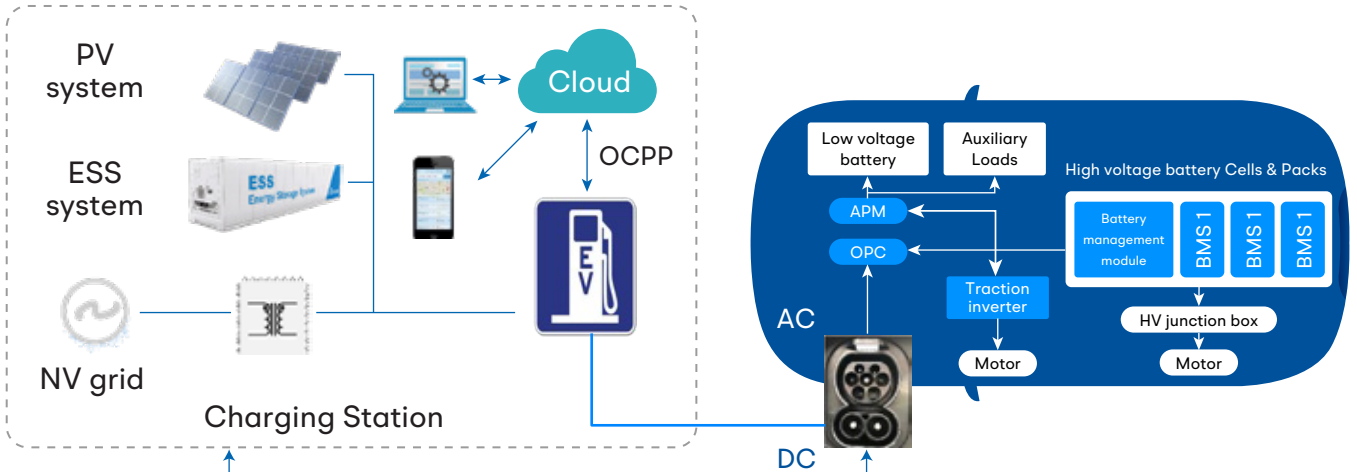 PV
system
ESS
system
ESS
Energy Storage System
NV grid
Cloud
OCPP
EV
Charging Station
Low voltage
battery
Auxiliary
Loads
High voltage battery Cells & Packs
APM
OPC
Battery
management
module
BMS 1
BMS 1
BMS 1
Traction
inverter
HV junction box
AC
Motor
Motor
DC